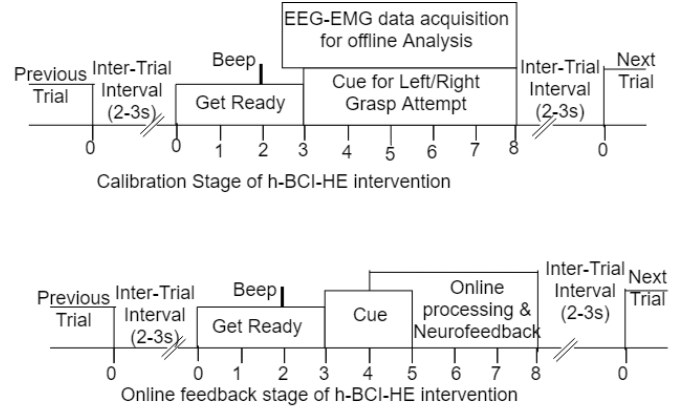 EEG-EMG data acquisition
for offline Analysis
Beep
Previous
Trial
Inter-Trial
Interval
(2-3s)
Get Ready
Cue for Left/Right
Grasp Attempt
Inter-Trial
Interval
(2-3s)
Next
Trial
0 0 1 2 3 4 5 6 7 8 0
Calibration Stage of h-BCI-HE intervention
Previous
Trial
Inter-Trial
Interval
(2-3s)
Beep
Get Ready
Cue
Online
processing &
Neurofeedback
Inter-Trial
Interval
(2-3s)
Next
Trial
0 0 1 2 3 4 5 6 7 8 0
Online feedback stage of h-BCI-HE intervention